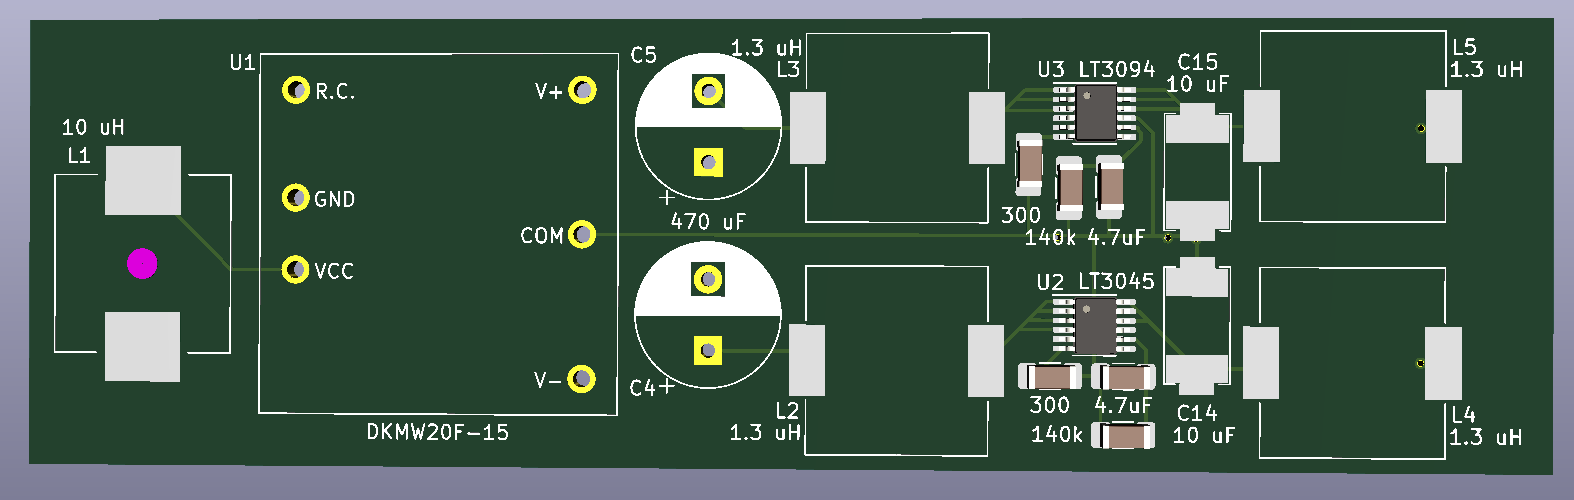 U1
R.C.
V+
10 uH
L1
GND
COM
VCC
V-
DKMW20F-15
C5
1.3 uH
L3
+
470 uF
C4+
L2
1.3 uH
U3 LT3094
300
140k 4.7uF
U2 LT3045
300 4.7uF
140k
C15
10 uF
C14
10 uF
L5
1.3 uH
L4
1.3 uH